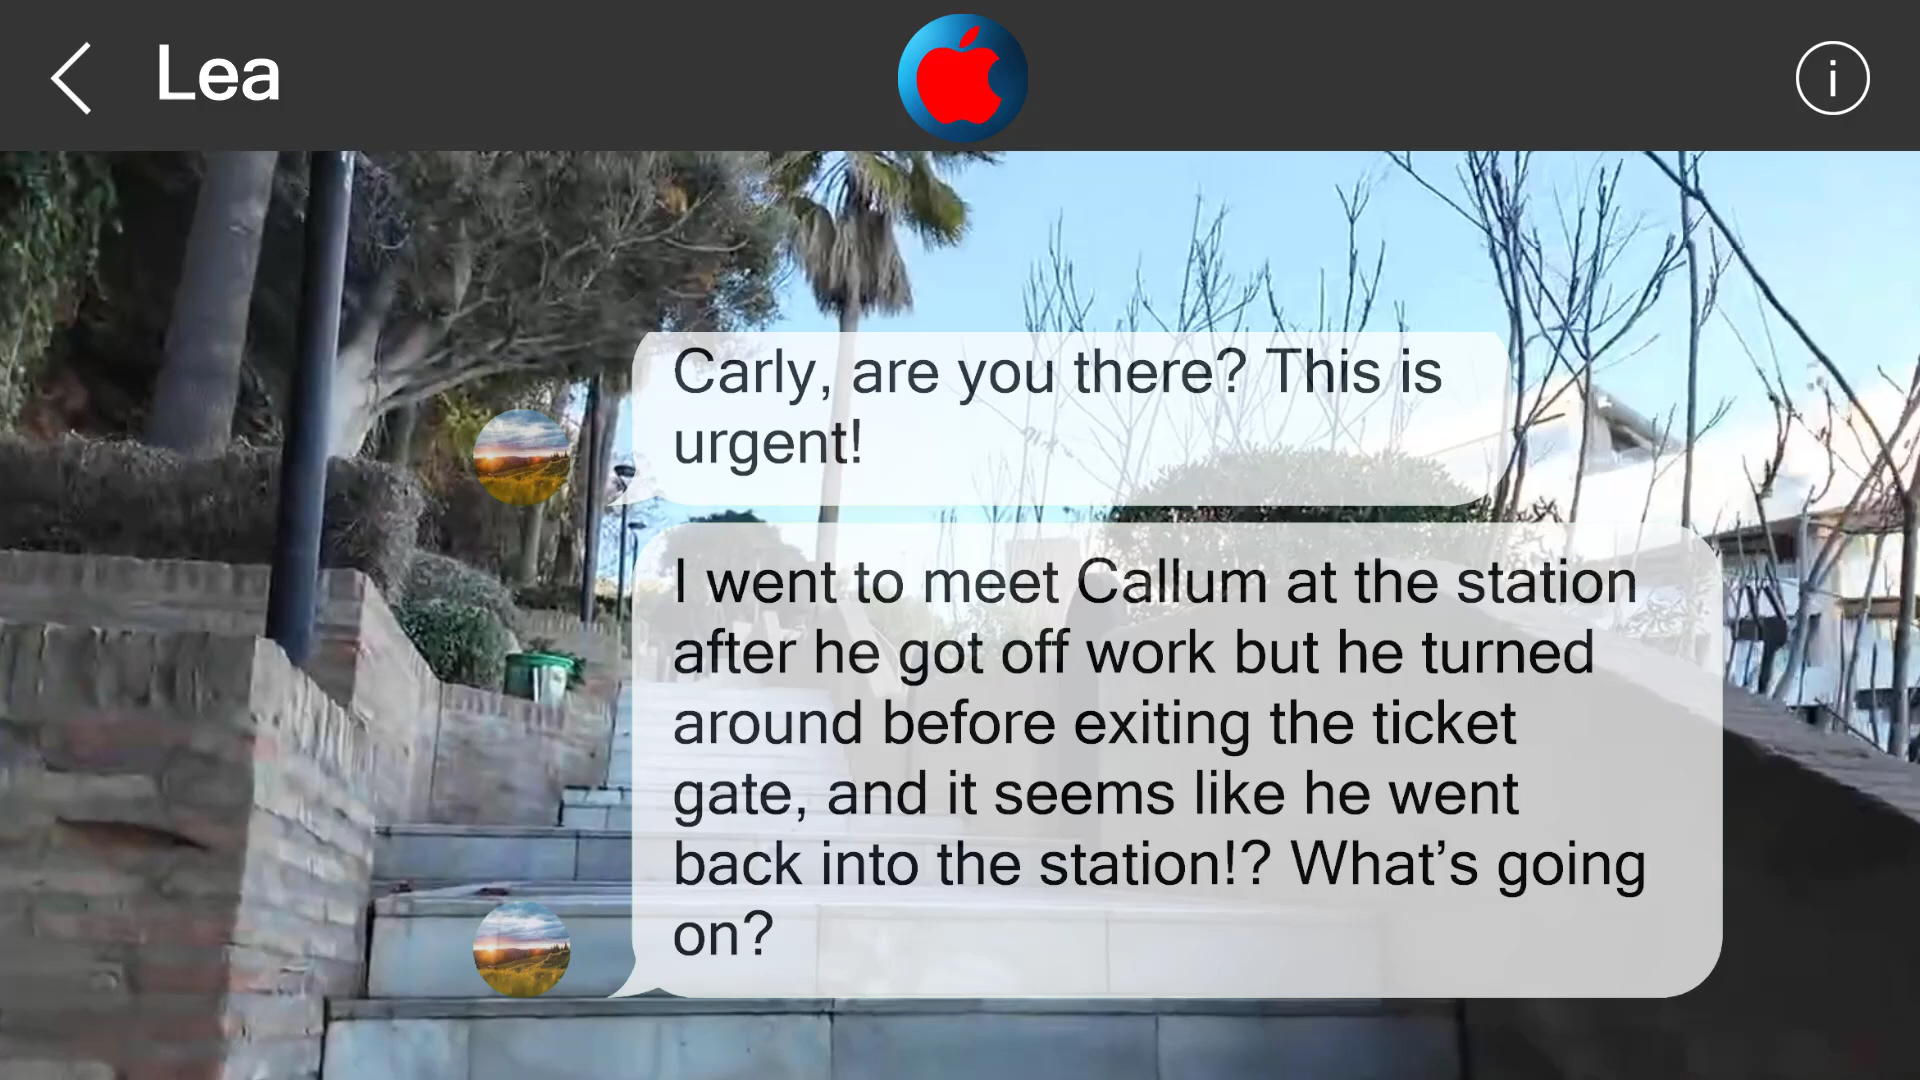 Lea
i
Carly, are you there? This is
urgent!
I went to meet Callum at the station
after he got off work but he turned
around before exiting the ticket
gate, and it seems like he went
back into the station!? What’s going
on?